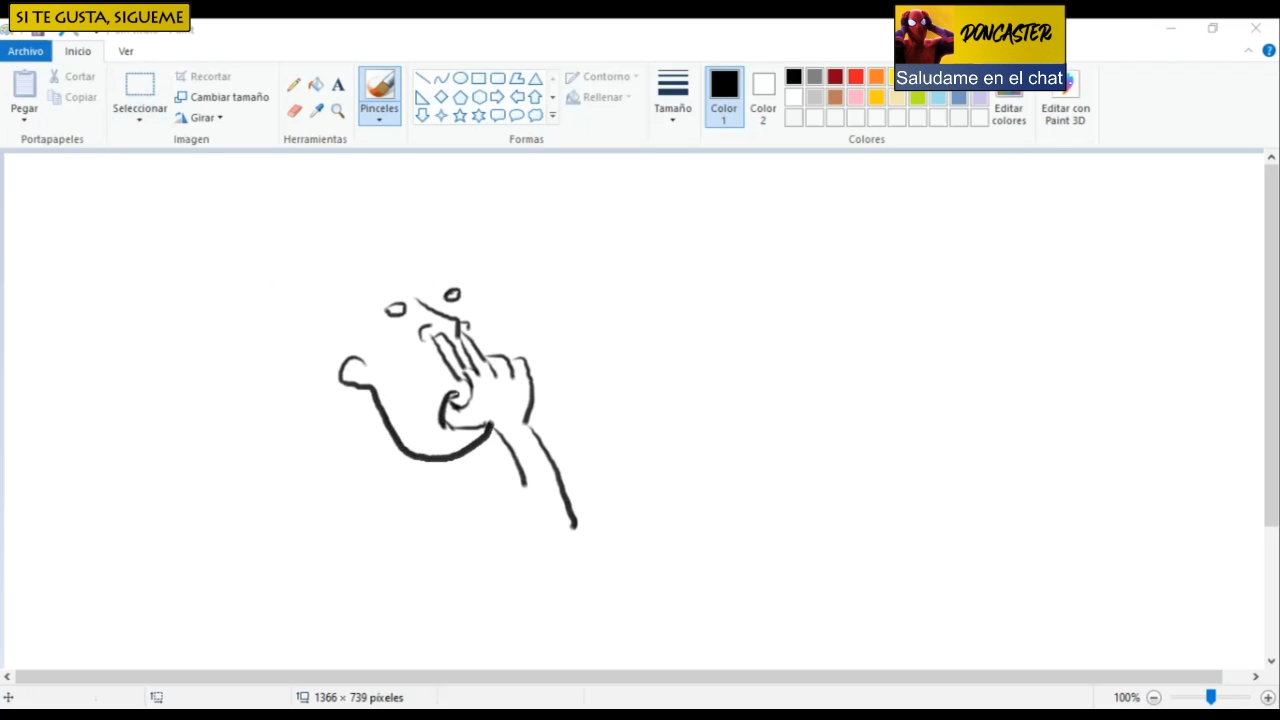 SI TE GUSTA, SIGUEME
DONCASTER
Saludame en el chat
Archivo
Inicio
Ver
Pegar
Cortar
Copiar
Portapapeles
Seleccionar
Recortar
Cambiar tamaño
Girar
Imagen
A
Herramientas
Pinceles
Contorno
Rellenar
Formas
Tamaño
Color
1
Color
2
Editar
colores
Editar con
Paint 3D
Colores
1366 × 739 píxeles
100%